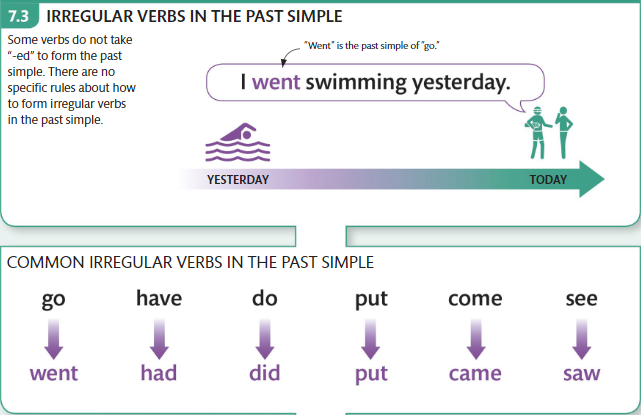 7.3 IRREGULAR VERBS IN THE PAST SIMPLE
Some verbs do not take
“-ed” to form the past
simple. There are no
specific rules about how
to form irregular verbs
in the past simple.
“Went” is the past simple of “go.”
I went swimming yesterday.
YESTERDAY TODAY
COMMON IRREGULAR VERBS IN THE PAST SIMPLE
go have do put come see
went had did put came saw